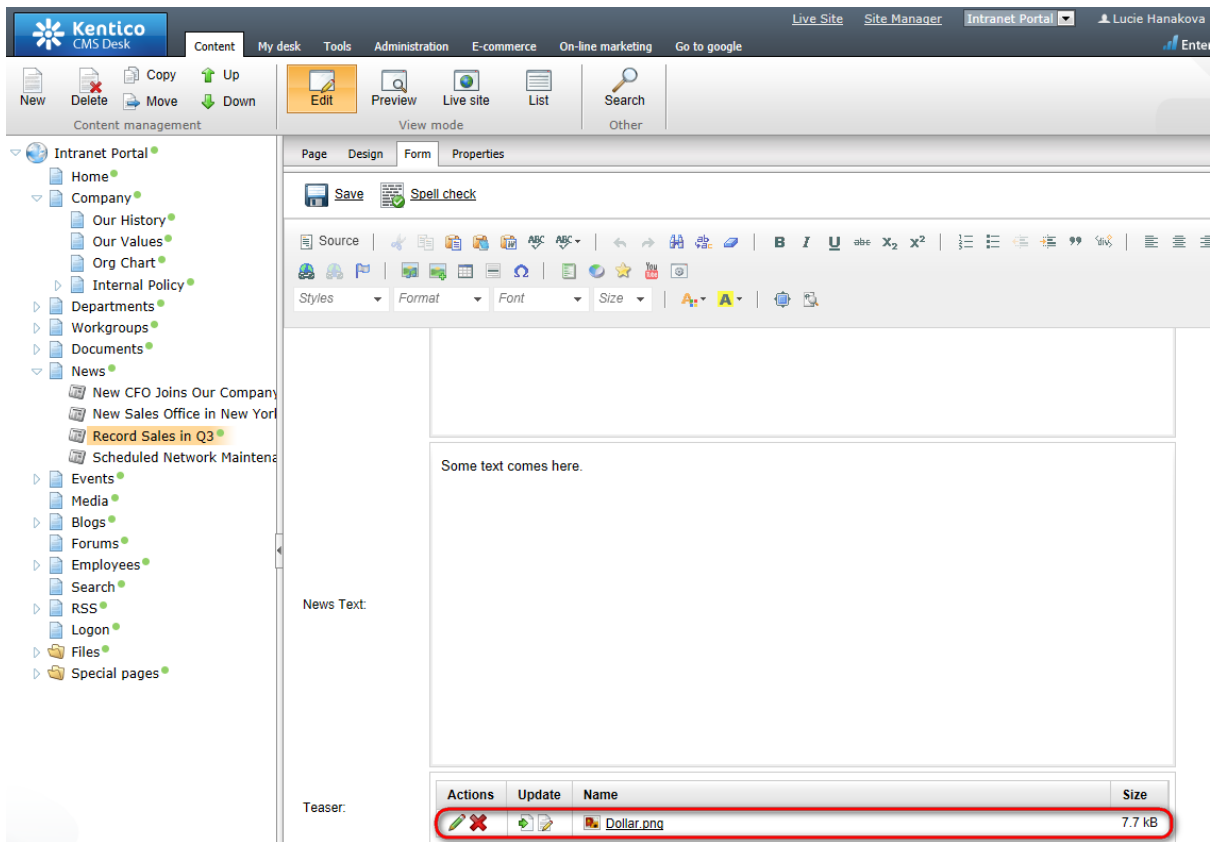 Live Site Site Manager Intranet Portal Lucie Hanakova
Kentico
CMS Desk
Content My desk Tools Administration E-commerce On-line marketing Go to google
Copy Up
New Delete Move Down Edit Preview Live site List Search
Content management View mode Other
Intranet Portal
Home
Company
Our History
Our Values
Org Chart
Internal Policy
Departments
Workgroups
Documents
News
New CFO Joins Our Company
New Sales Office in New
Record Sales in Q3
Scheduled Network
Events
Media
Blogs
Forums
Employees
Search
RSS
Logon
Files
Special pages
Page Design Form Properties
Save Spell check
Source ABC ABC B I U abc X₂ X²
Styles Format Font Size A A
Some text comes here.
News Text:
Teaser:
Actions Update Name Size
Dollar.png 7.7 kB